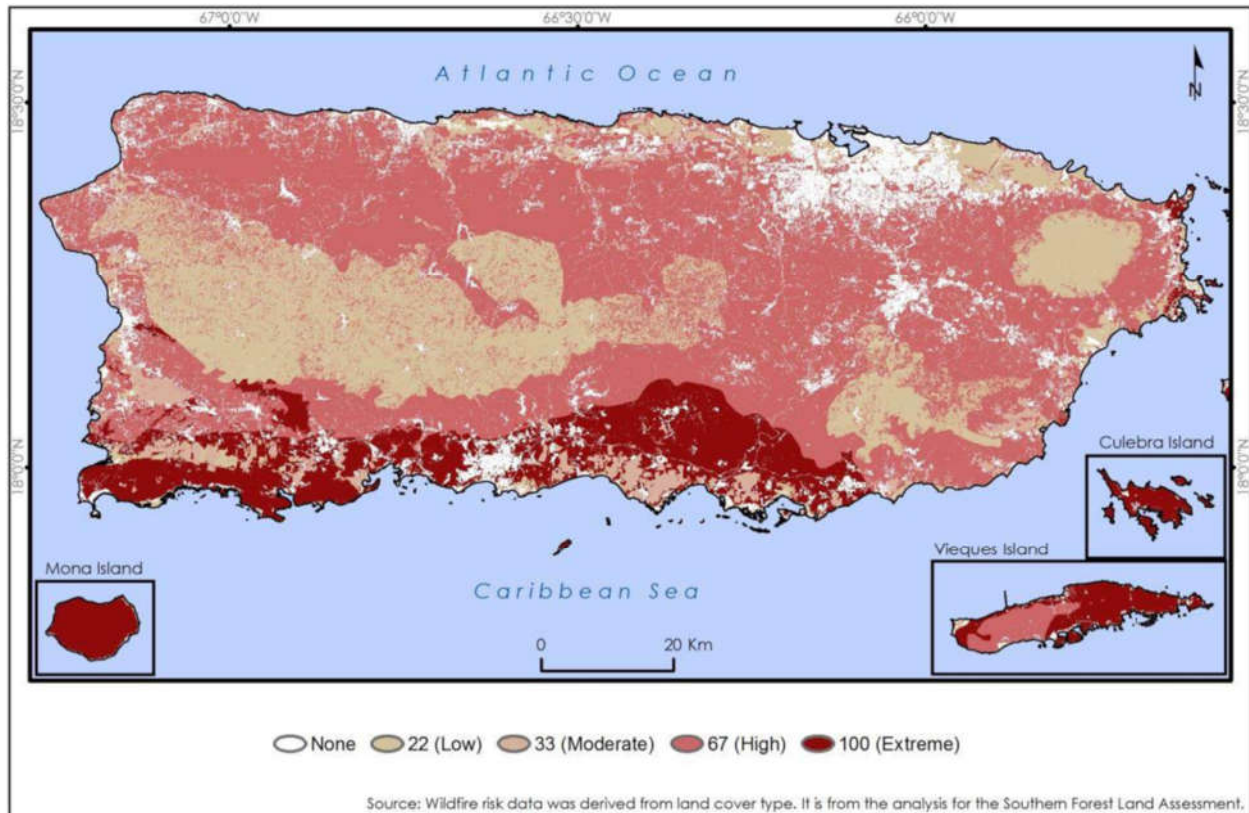 67°0'0"W 66°30'0"W 66°0'0"W
18°30'0"N
18°30'0"N
Atlantic Ocean
N
18°0'0"N
18°0'0"N
Culebra Island
Vieques Island
Mona Island
Caribbean Sea
0 20 Km
None 22 (Low) 33 (Moderate) 67 (High) 100 (Extreme)
Source: Wildfire risk data was derived from land cover type. It is from the analysis for the Southern Forest Land Assessment.